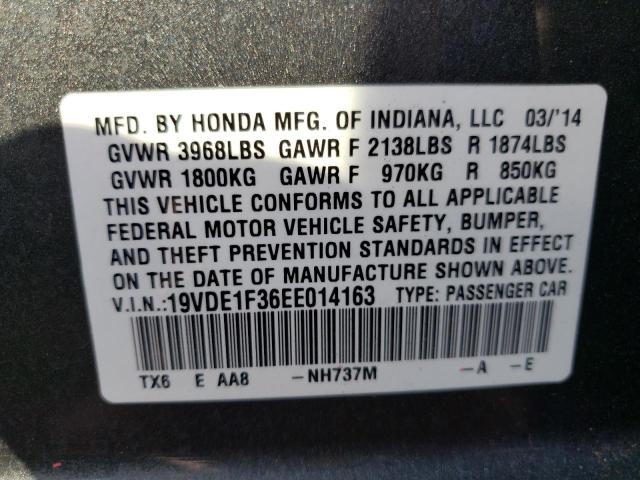 MFD. BY HONDA MFG. OF INDIANA, LLC 03/'14
GVWR 3968LBS GAWR F 2138LBS R 1874LBS
GVWR 1800KG GAWR F 970KG R 850KG
THIS VEHICLE CONFORMS TO ALL APPLICABLE
FEDERAL MOTOR VEHICLE SAFETY, BUMPER,
AND THEFT PREVENTION STANDARDS IN EFFECT
ON THE DATE OF MANUFACTURE SHOWN ABOVE.
V.I.N.:19VDE1F36EE014163 TYPE: PASSENGER CAR
TX6 E AA8 -NH737M -A -E